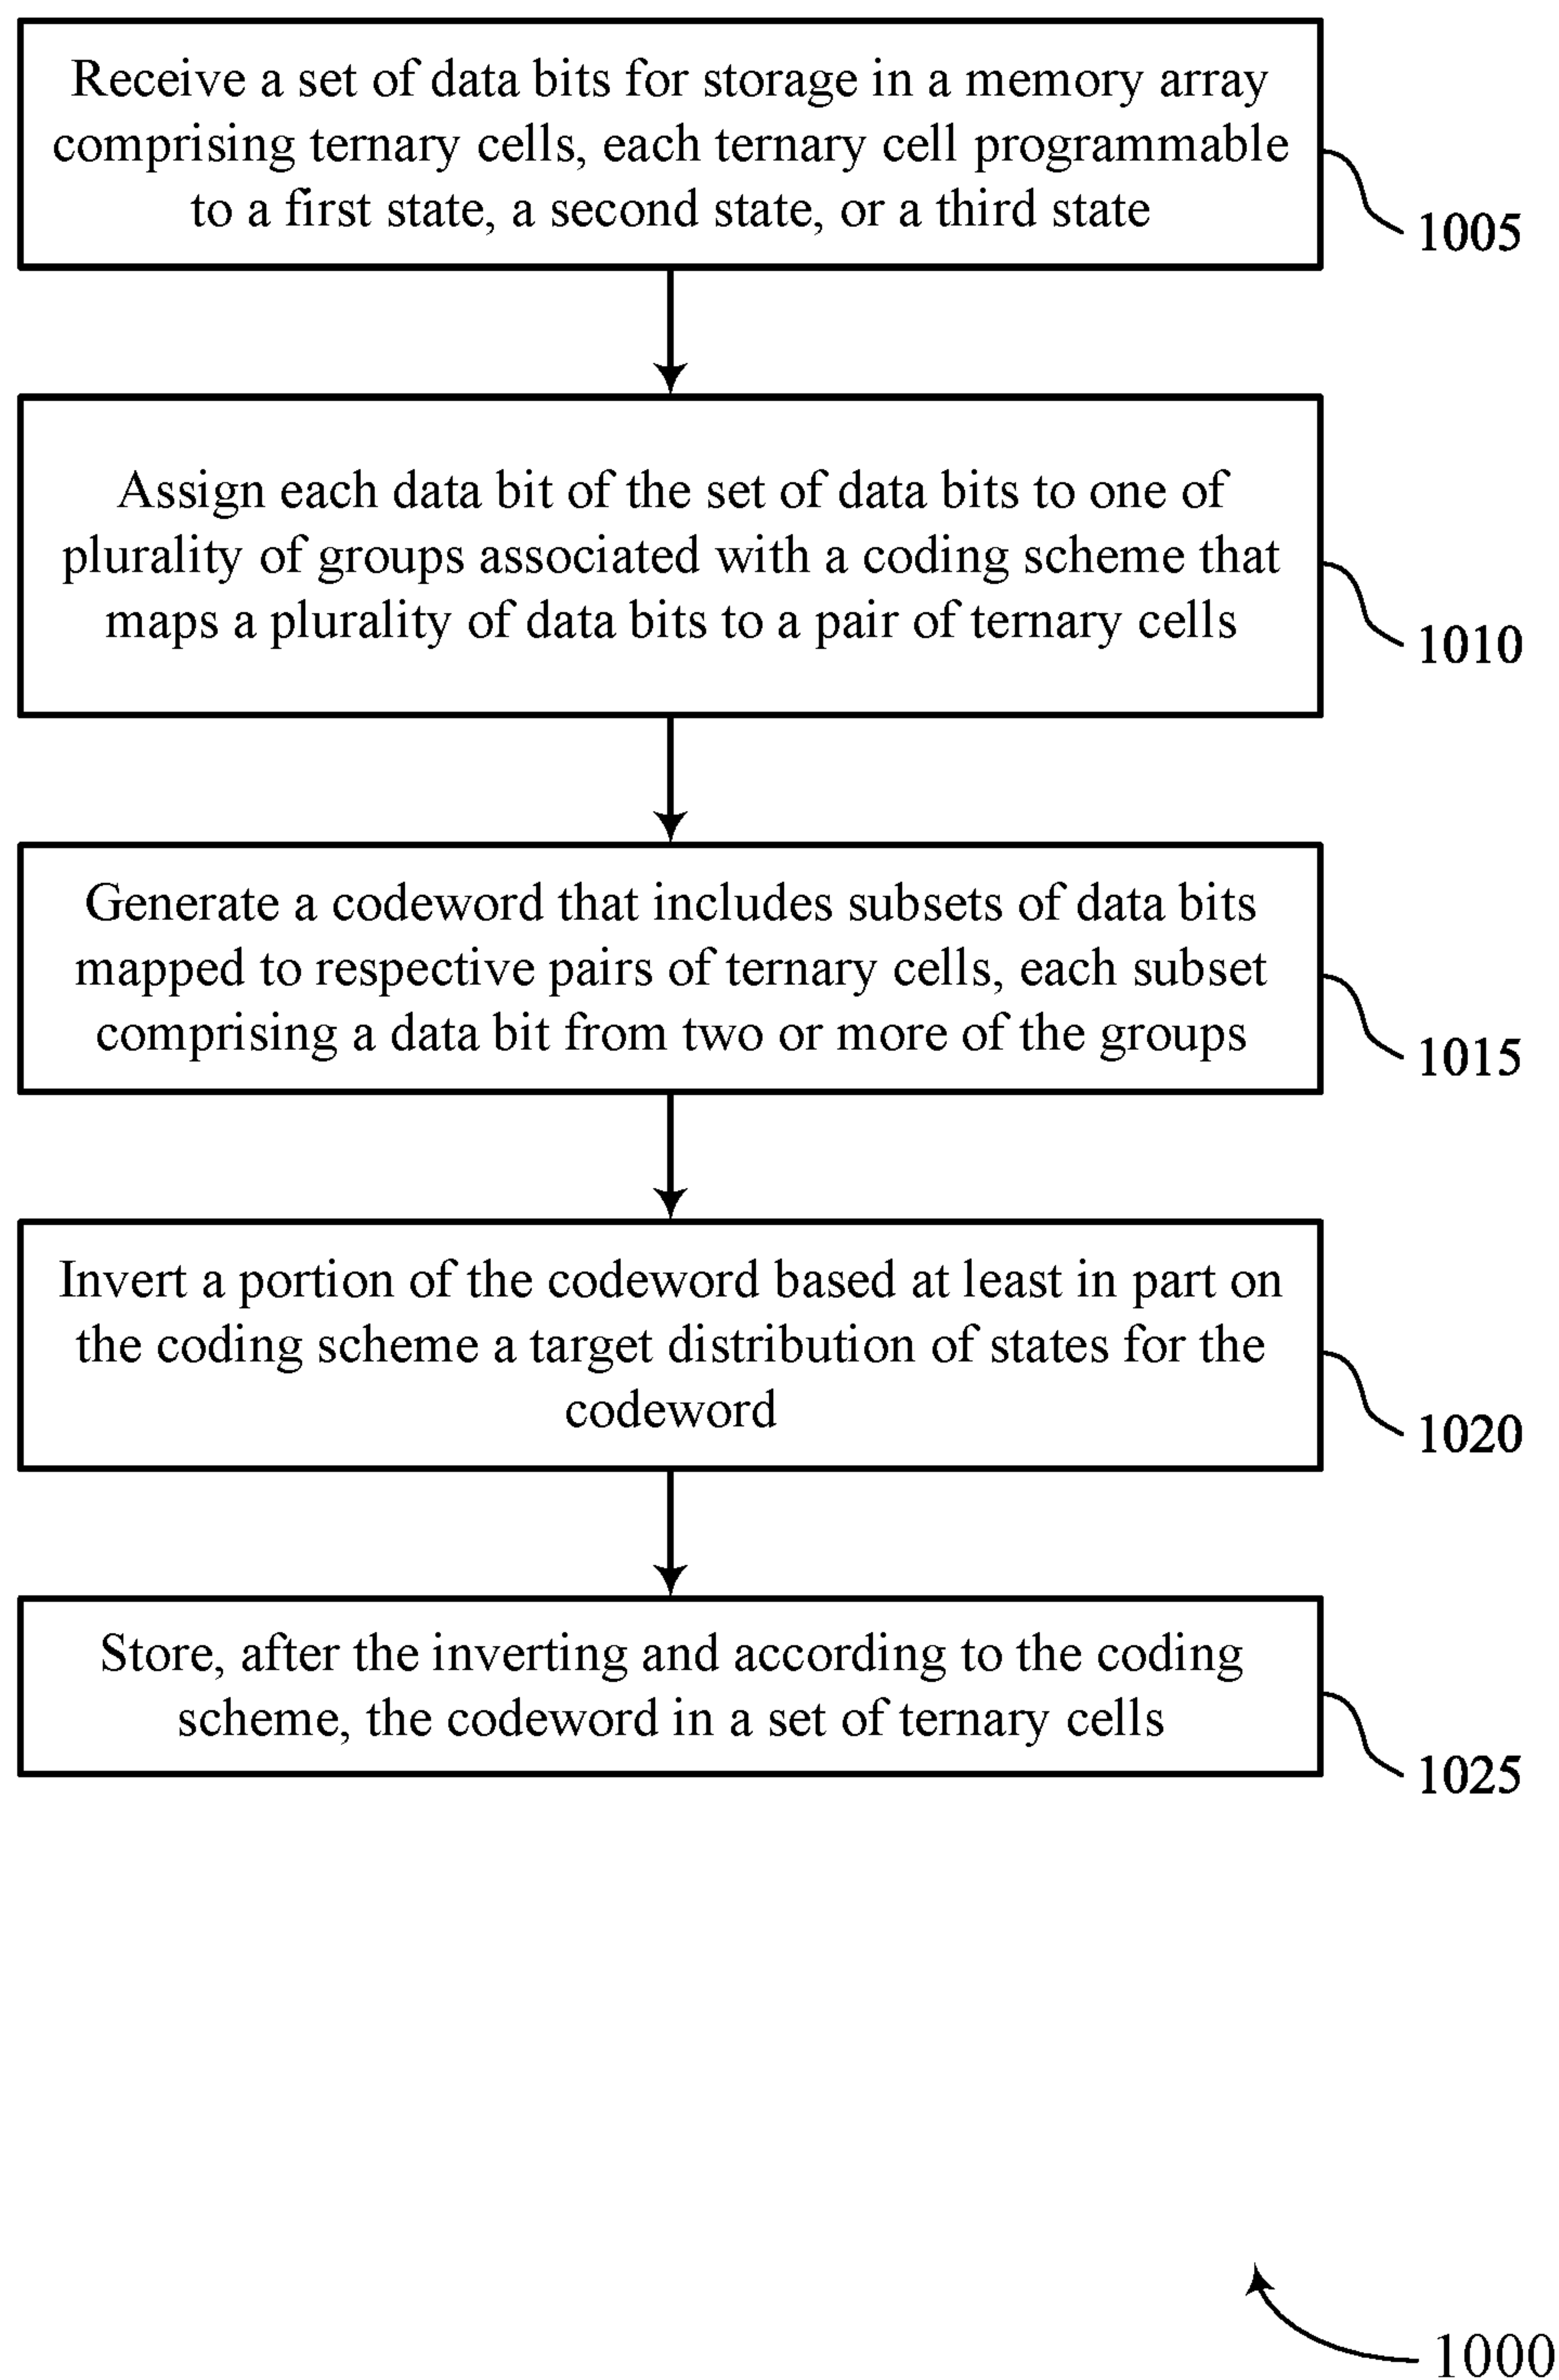 Receive a set of data bits for storage in a memory array
comprising ternary cells, each ternary cell programmable
to a first state, a second state, or a third state
1005
Assign each data bit of the set of data bits to one of
plurality of groups associated with a coding scheme that
maps a plurality of data bits to a pair of ternary cells
1010
Generate a codeword that includes subsets of data bits
mapped to respective pairs of ternary cells, each subset
comprising a data bit from two or more of the groups
1015
Invert a portion of the codeword based at least in part on
the coding scheme a target distribution of states for the
codeword
1020
Store, after the inverting and according to the coding
scheme, the codeword in a set of ternary cells
1025
1000